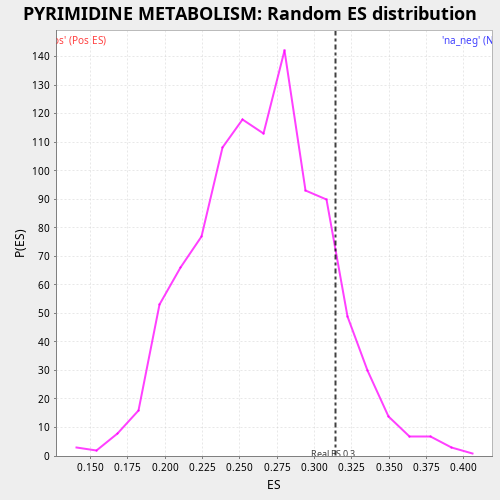 PYRIMIDINE METABOLISM: Random ES distribution
os' (Pos ES)
'na_neg' (N
140
130
120
110
100
90
80
70
60
50
40
30
20
10
0
P(ES)
Real ES 0.3
0.150 0.175 0.200 0.225 0.250 0.275 0.300 0.325 0.350 0.375 0.400
ES